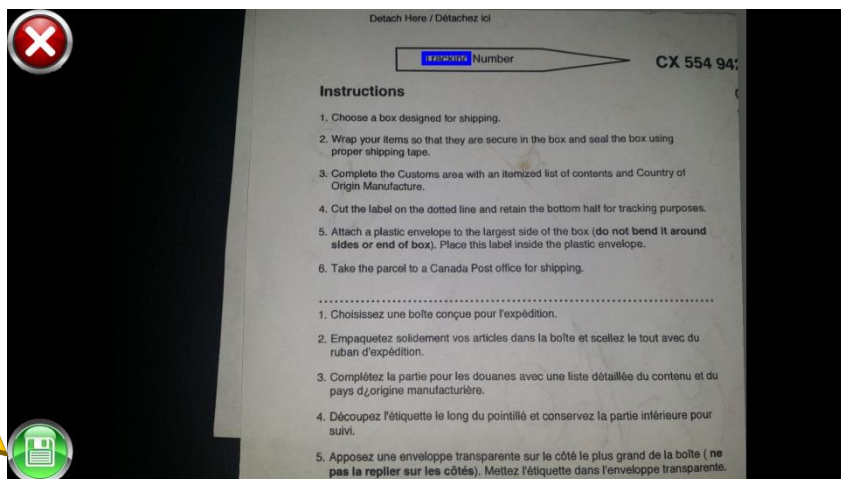 Detach Here / Détachez ici
Tracking Number
CX 554 942
Instructions
1. Choose a box designed for shipping.
2. Wrap your items so that they are secure in the box and seal the box using
proper shipping tape.
3. Complete the Customs area with an itemized list of contents and Country of
Origin Manufacture.
4. Cut the label on the dotted line and retain the bottom half for tracking purposes.
5. Attach a plastic envelope to the largest side of the box (do not bend it around
sides or end of box). Place this label inside the plastic envelope.
6. Take the parcel to a Canada Post office for shipping.
1. Choisissez une boîte conçue pour l'expédition.
2. Empaquetez solidement vos articles dans la boîte et scellez le tout avec du
ruban d'expédition.
3. Complétez la partie pour les douanes avec une liste détaillée du contenu et du
pays d¿origine manufacturière.
4. Découpez l'étiquette le long du pointillé et conservez la partie inférieure pour
suivi.
5. Apposez une enveloppe transparente sur le côté le plus grand de la boîte ( ne
pas la replier sur les côtés). Mettez l'étiquette dans l'enveloppe transparente.